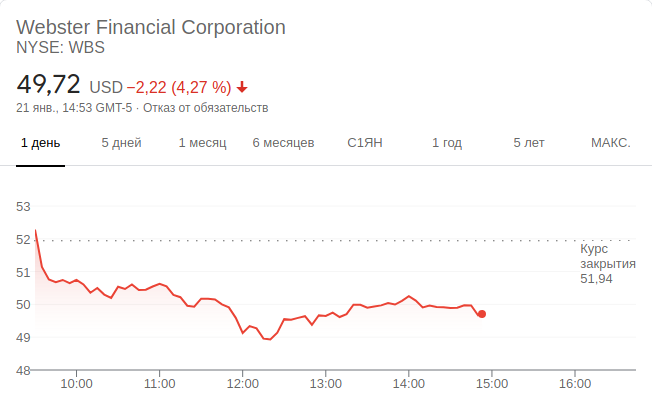 Webster Financial Corporation
NYSE: WBS
49,72 USD −2,22 (4,27 %)
21 янв., 14:53 GMT-5 · Отказ от обязательств
1 день 5 дней 1 месяц 6 месяцев С1ЯН 1 год 5 лет МАКС.
53
52
Курс
закрытия
51,94
51
50
49
48
10:00 11:00 12:00 13:00 14:00 15:00 16:00